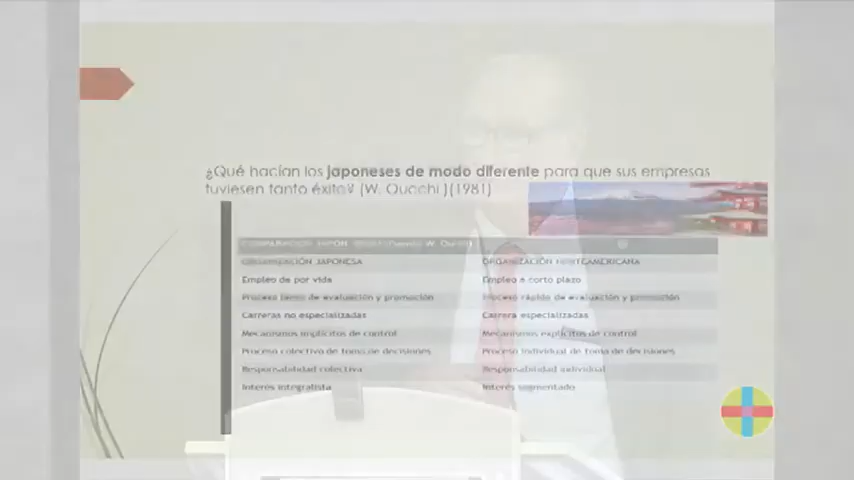 ¿Qué hacían los japoneses de modo diferente para que sus empresas
tuviesen tanto éxito? (W. Ouchi )(1981)
COMPARACIÓN JAPÓN
ORGANIZACIÓN JAPONESA ORGANIZACIÓN NORTEAMERICANA
Empleo de por vida Empleo a corto plazo
Proceso lento de evaluación y promoción Proceso rápido de evaluación y promoción
Carreras no especializadas Carrera especializadas
Mecanismos implícitos de control Mecanismos explícitos de control
Proceso colectivo de toma de decisiones Proceso individual de toma de decisiones
Responsabilidad colectiva Responsabilidad individual
Interés integralista Interés segmentado